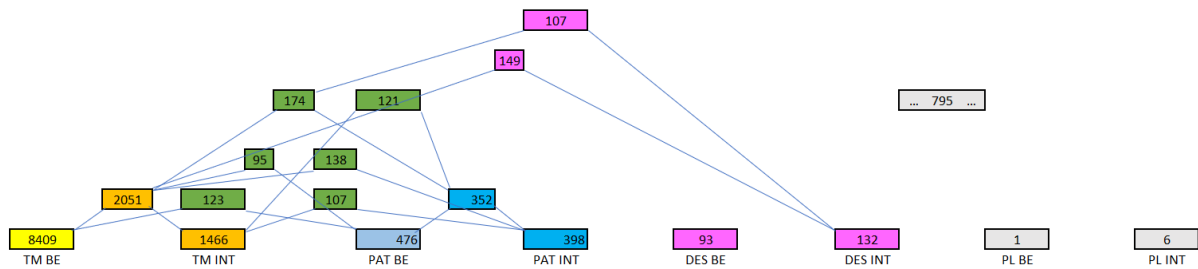 107
149
174 121 ... 795 ...
95 138
2051 123 107 352
8409 1466 476 398 93 132 1 6
TM BE TM INT PAT BE PAT INT DES BE DES INT PL BE PL INT